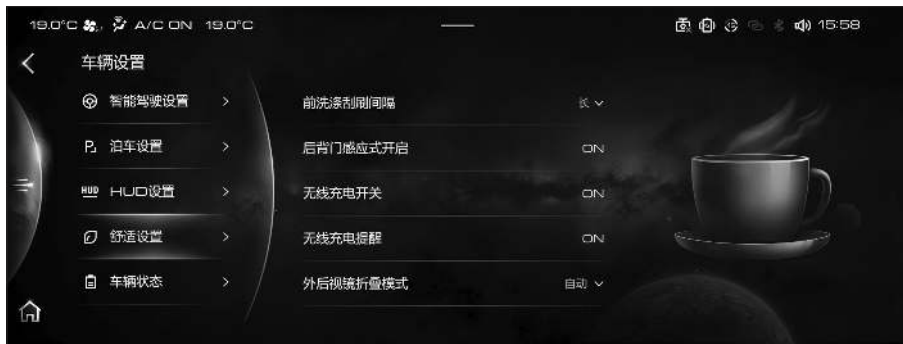 19.0°C A/C ON 19.0°C 15:58
车辆设置
智能驾驶设置
前洗涤刮刷间隔 长
泊车设置
后背门感应式开启 ON
HUD HUD设置
无线充电开关 ON
舒适设置
无线充电提醒 ON
车辆状态
外后视镜折叠模式 自动